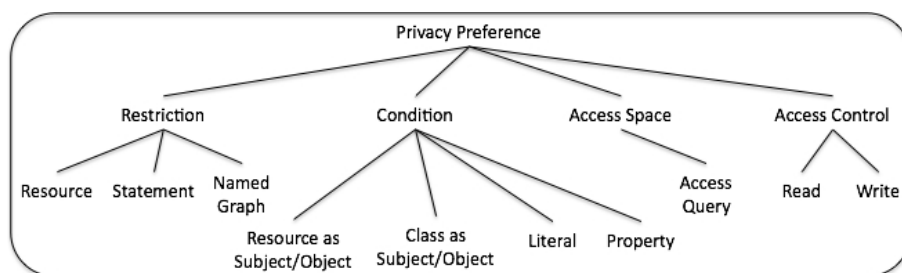 Privacy Preference
Restriction Condition Access Space Access Control
Resource Statement Named Graph Access Query Read Write
Resource as Subject/Object Class as Subject/Object Literal Property